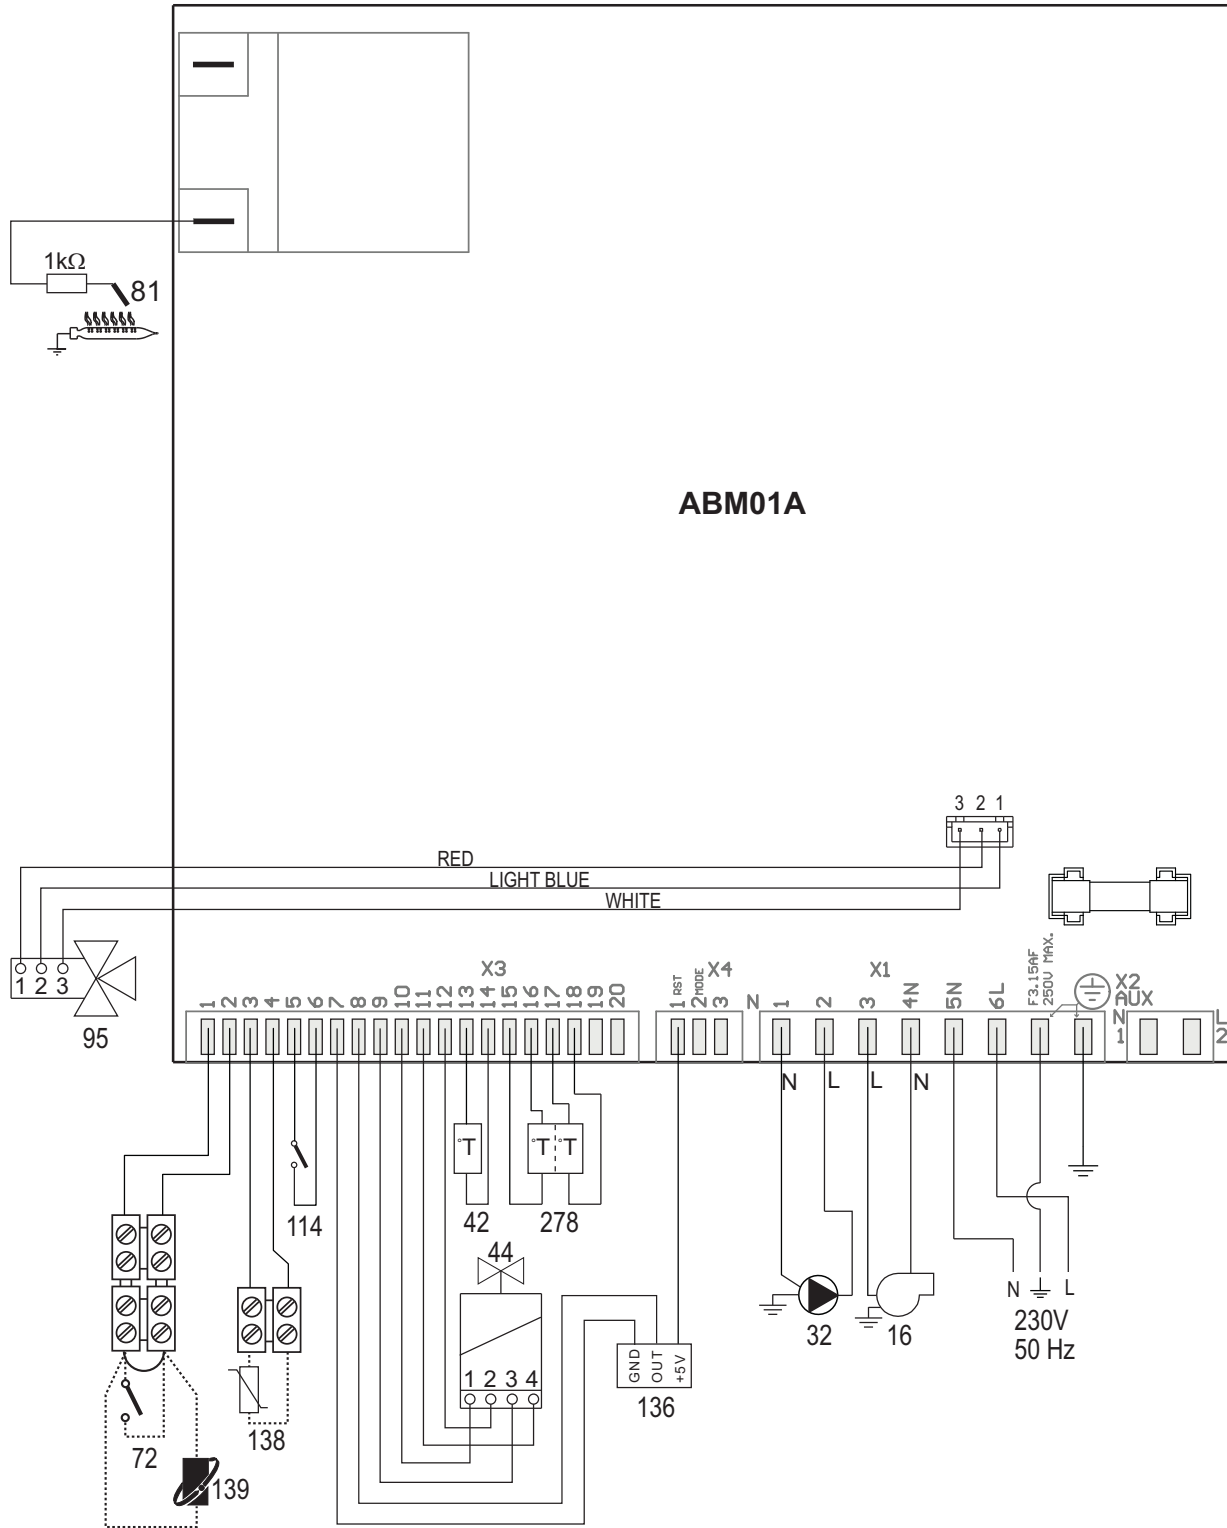 1kΩ
81
ABM01A
3 2 1
RED
LIGHT BLUE
WHITE
1 2 3
95
X3
1 2 3 4 5 6 7 8 9 10 11 12 13 14 15 16 17 18 19 20
X4
1 RST
2 MODE
3
X1
N
1 2 3 4N 5N 6L
F3.15AF
250V MAX.
X2
AUX
N
1
L
2
N L L N
°T
°T °T
114
42
278
44
1 2 3 4
GND
OUT
+5V
136
32
16
N L
230V
50 Hz
72
138
139